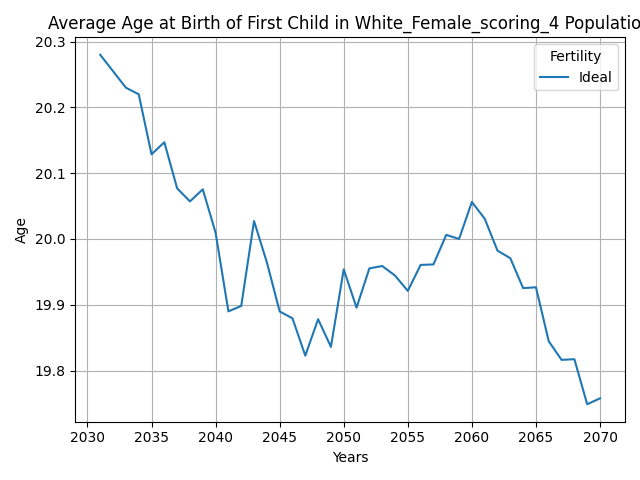 Average Age at Birth of First Child in White_Female_scoring_4 Populatio
20.3
20.2
20.1
20.0
19.9
19.8
Age
Fertility
Ideal
2030 2035 2040 2045 2050 2055 2060 2065 2070
Years